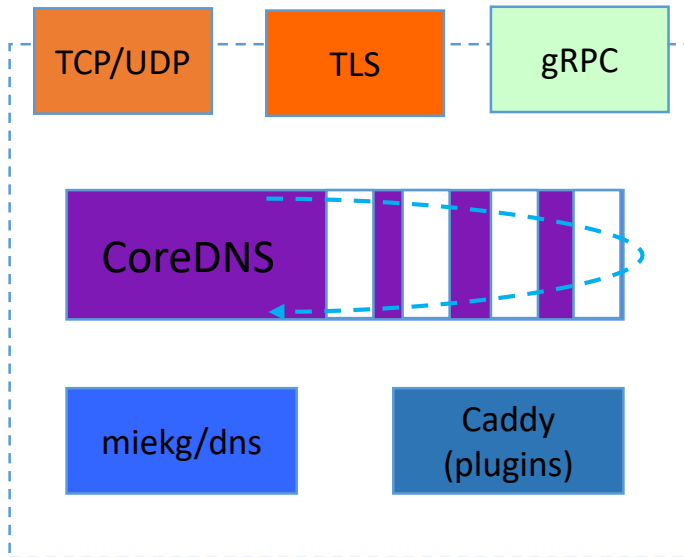 TCP/UDP
TLS
gRPC
CoreDNS
miekg/dns
Caddy
(plugins)